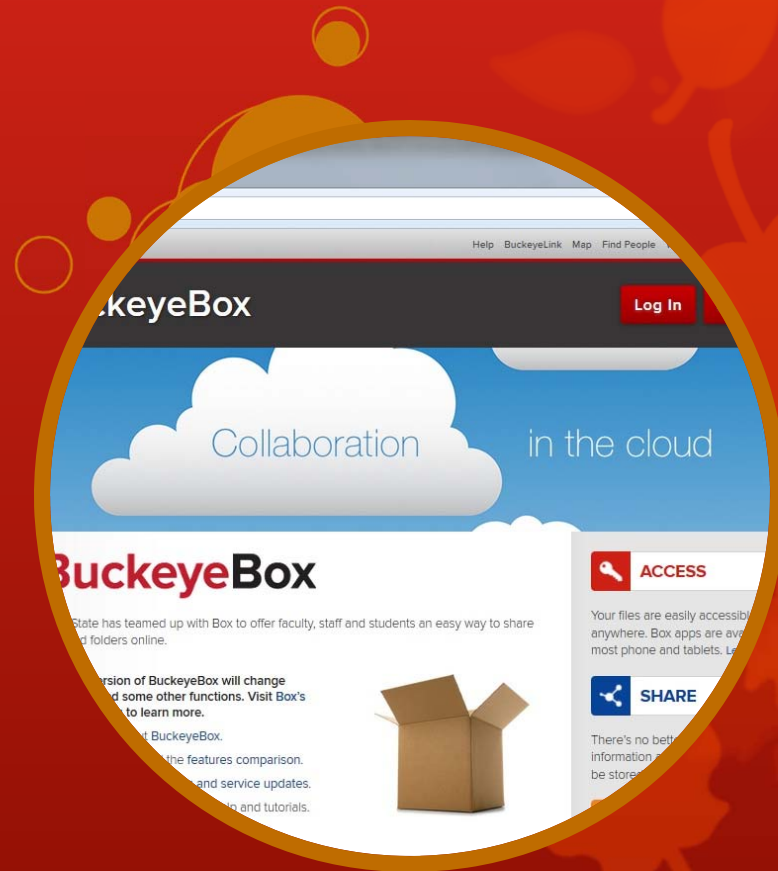 Help BuckeyeLink Map Find People
keyeBox
Log In
Collaboration in the cloud
BuckeyeBox
State has teamed up with Box to offer faculty, staff and students an easy way to share
folders online.
ersion of BuckeyeBox will change
some other functions. Visit Box's
to learn more.
BuckeyeBox.
the features comparison.
and service updates.
and tutorials.
ACCESS
Your files are easily accessibl
anywhere. Box apps are ava
most phone and tablets.
SHARE
There's no bett
information
be store